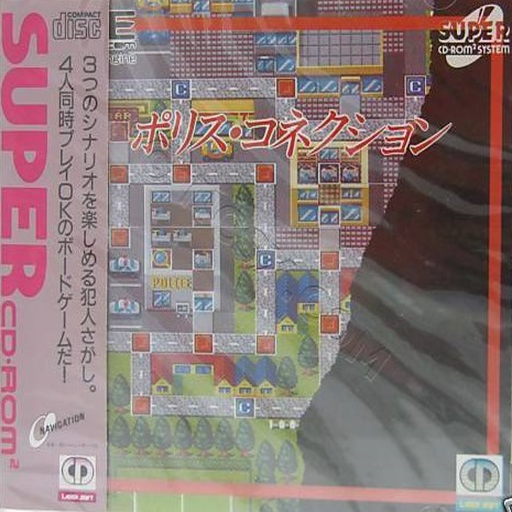 COMPACT
disc
SUPER
CD-ROM²
3つのシナリオを楽しめる犯人さがし。
4人同時プレイOKのボードゲームだ!
NAVIGATION
LASER SOFT
E
SUPER
CD-ROM² SYSTEM
ポリス・コネクション
C
C
C
C
C
POLICE
LASER SOFT